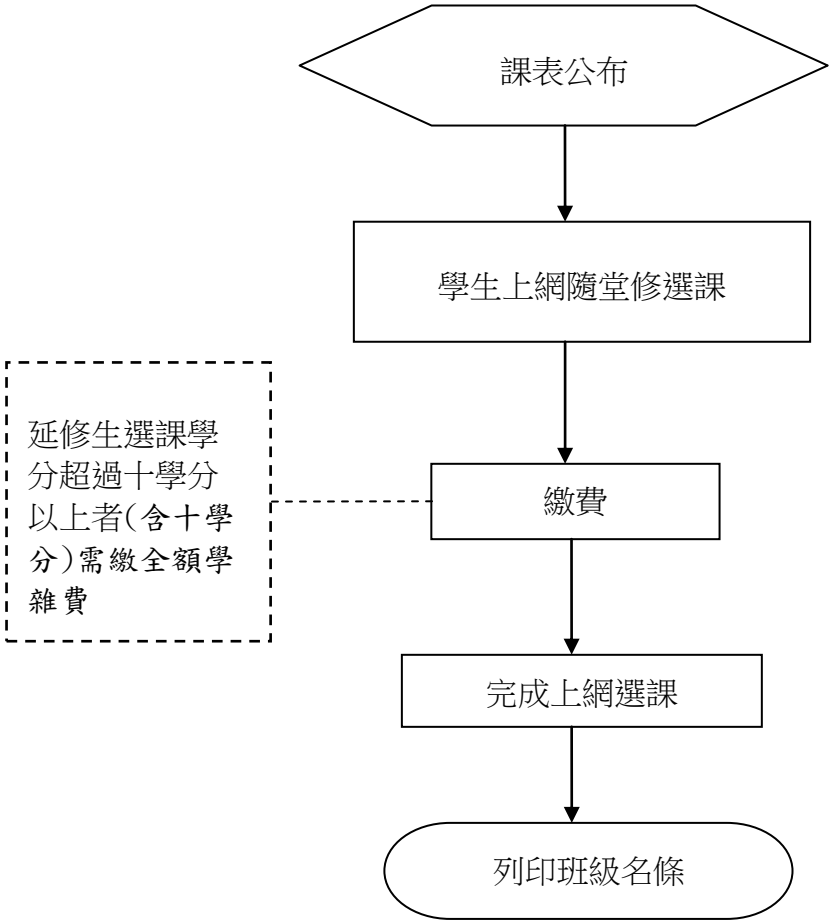 課表公布
學生上網隨堂修選課
延修生選課學
分超過十學分
以上者(含十學
分)需繳全額學
雜費
繳費
完成上網選課
列印班級名條